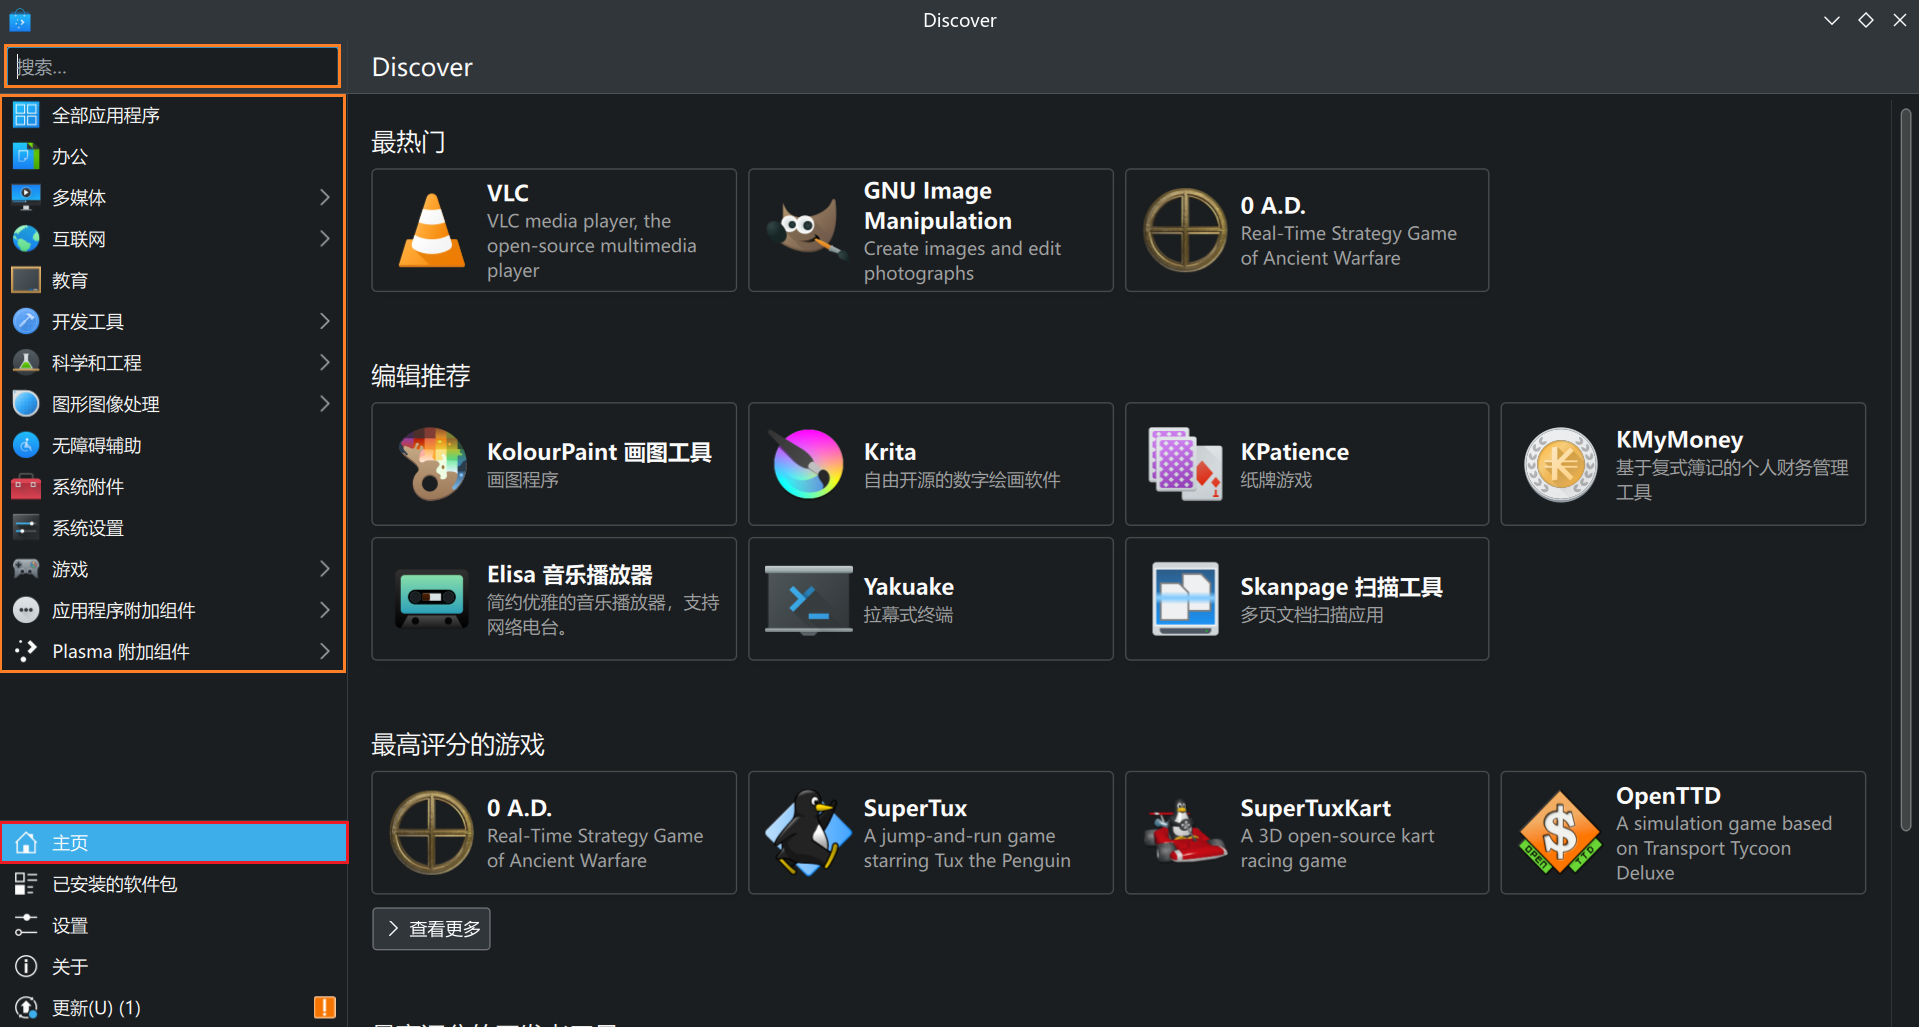 Discover
搜索...
Discover
全部应用程序
办公
多媒体
互联网
教育
开发工具
科学和工程
图形图像处理
无障碍辅助
系统附件
系统设置
游戏
应用程序附加组件
Plasma 附加组件
主页
已安装的软件包
设置
关于
更新(U) (1)
最热门
VLC
VLC media player, the
open-source multimedia
player
GNU Image
Manipulation
Create images and edit
photographs
0 A.D.
Real-Time Strategy Game
of Ancient Warfare
编辑推荐
KolourPaint 画图工具
画图程序
Krita
自由开源的数字绘画软件
KPatience
纸牌游戏
KMyMoney
基于复式簿记的个人财务管理
工具
Elisa 音乐播放器
简约优雅的音乐播放器，支持
网络电台。
Yakuake
拉幕式终端
Skanpage 扫描工具
多页文档扫描应用
最高评分的游戏
0 A.D.
Real-Time Strategy Game
of Ancient Warfare
SuperTux
A jump-and-run game
starring Tux the Penguin
SuperTuxKart
A 3D open-source kart
racing game
OPEN TTD
OpenTTD
A simulation game based
on Transport Tycoon
Deluxe
查看更多